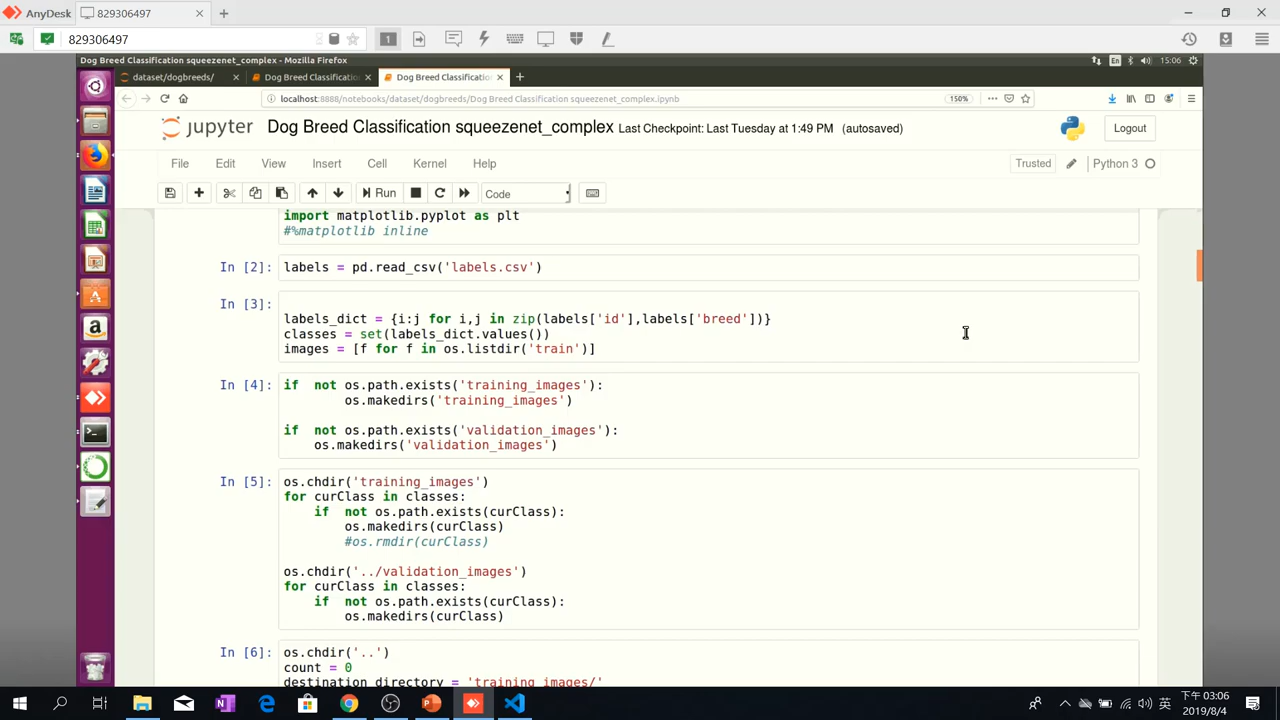 AnyDesk
829306497
829306497
1
Dog Breed Classification squeezenet_complex - Mozilla Firefox
En
15:06
dataset/dogbreeds/
Dog Breed Classification
Dog Breed Classification
localhost:8888/notebooks/dataset/dogbreeds/Dog Breed Classification squeezenet_complex.ipynb
150%
jupyter
Dog Breed Classification squeezenet_complex Last Checkpoint: Last Tuesday at 1:49 PM (autosaved)
Logout
File Edit View Insert Cell Kernel Help
Trusted
Python 3
Run
Code
import matplotlib.pyplot as plt
#%matplotlib inline
In [2]: labels = pd.read_csv('labels.csv')
In [3]:
labels_dict = {i:j for i,j in zip(labels['id'],labels['breed'])}
classes = set(labels_dict.values())
images = [f for f in os.listdir('train')]
In [4]: if not os.path.exists('training_images'):
os.makedirs('training_images')
if not os.path.exists('validation_images'):
os.makedirs('validation_images')
In [5]: os.chdir('training_images')
for curClass in classes:
if not os.path.exists(curClass):
os.makedirs(curClass)
#os.rmdir(curClass)
os.chdir('../validation_images')
for curClass in classes:
if not os.path.exists(curClass):
os.makedirs(curClass)
In [6]: os.chdir('..')
count = 0
destination_directory = 'training_images/'
英
下午 03:06
2019/8/4